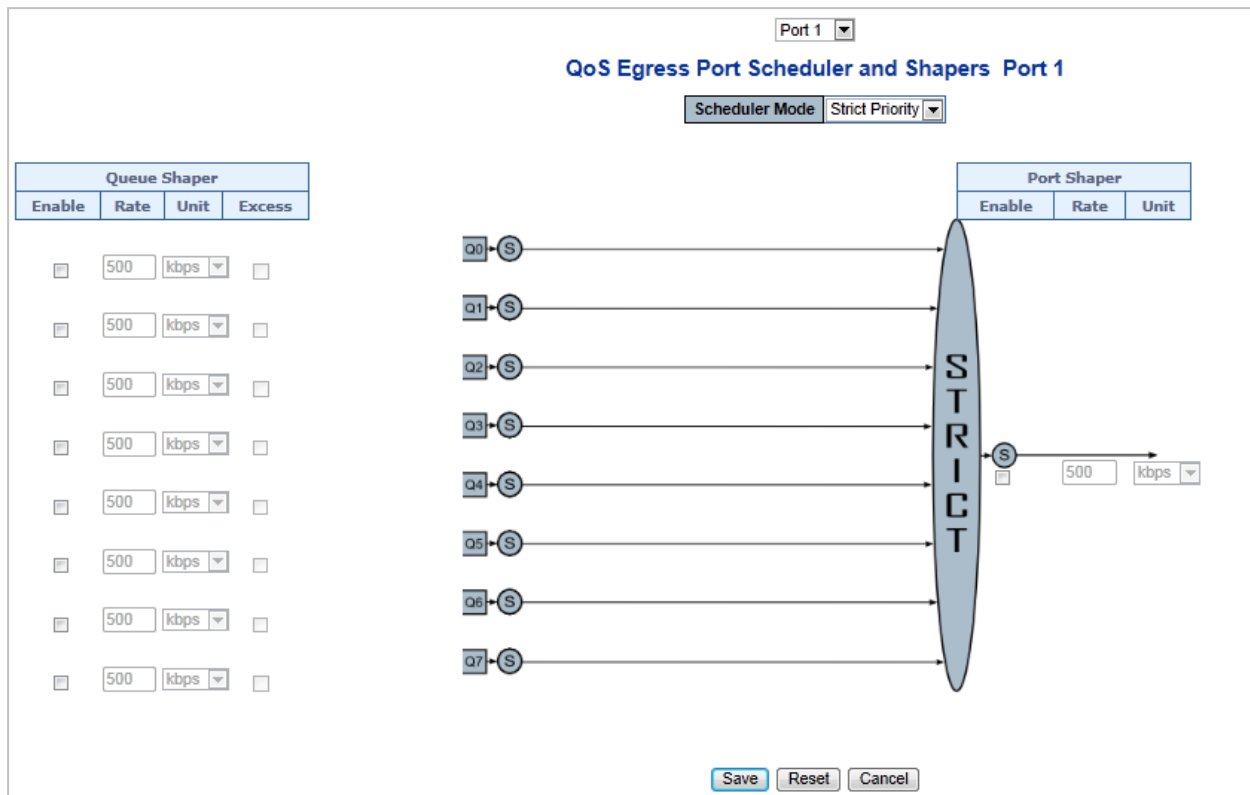 Port 1
QoS Egress Port Scheduler and Shapers Port 1
Scheduler Mode Strict Priority
Queue Shaper
Enable Rate Unit Excess
Port Shaper
Enable Rate Unit
500 kbps
500 kbps
500 kbps
500 kbps
500 kbps
500 kbps
500 kbps
500 kbps
Q0 S
Q1 S
Q2 S
Q3 S
Q4 S
Q5 S
Q6 S
Q7 S
STRICT
S
500 kbps
Save Reset Cancel